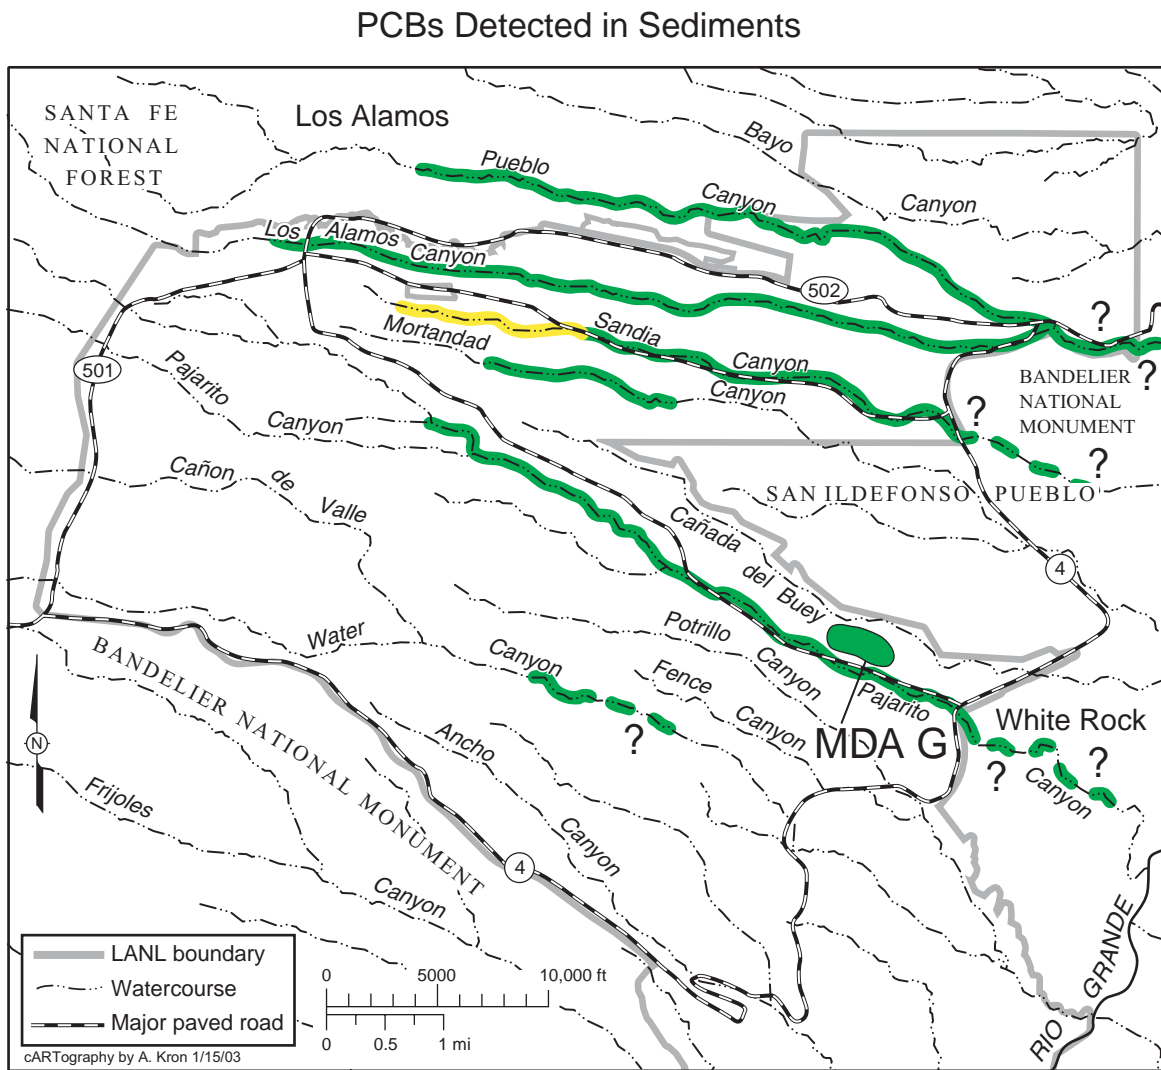 PCBs Detected in Sediments
SANTA FE
NATIONAL
FOREST
Los Alamos
Bayo
Canyon
Pueblo
Canyon
Los Alamos
Canyon
502
?
?
Sandia
Canyon
Mortandad
Canyon
501
Pajarito
Canyon
BANDELIER
NATIONAL
MONUMENT
?
?
SAN ILDEFONSO PUEBLO
Cañon de Valle
Cañada
del Buey
4
Water
Canyon
?
Potrillo
Canyon
Fence
Canyon
Pajarito
MDA G
White Rock
?
?
Canyon
BANDELIER NATIONAL MONUMENT
N
Ancho
Canyon
Frijoles
Canyon
4
RIO GRANDE
LANL boundary
Watercourse
Major paved road
cARTography by A. Kron 1/15/03
0 5000 10,000 ft
0 0.5 1 mi